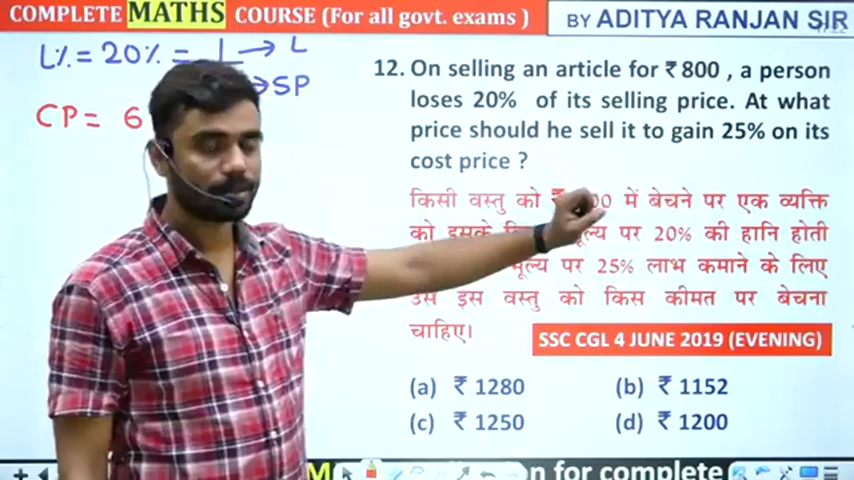 COMPLETE MATHS COURSE (For all govt. exams )
BY ADITYA RANJAN SIR
L% = 20% = L → L
→ SP
CP = 6
12. On selling an article for ₹ 800 , a person
loses 20% of its selling price. At what
price should he sell it to gain 25% on its
cost price ?
किसी वस्तु को में बेचने पर एक व्यक्ति
को इसके पर 20% की हानि होती
मूल्य पर 25% लाभ कमाने के लिए
उसे इस वस्तु को किस कीमत पर बेचना
चाहिए।
SSC CGL 4 JUNE 2019 (EVENING)
(a) ₹ 1280
(b) ₹ 1152
(c) ₹ 1250
(d) ₹ 1200
for complete